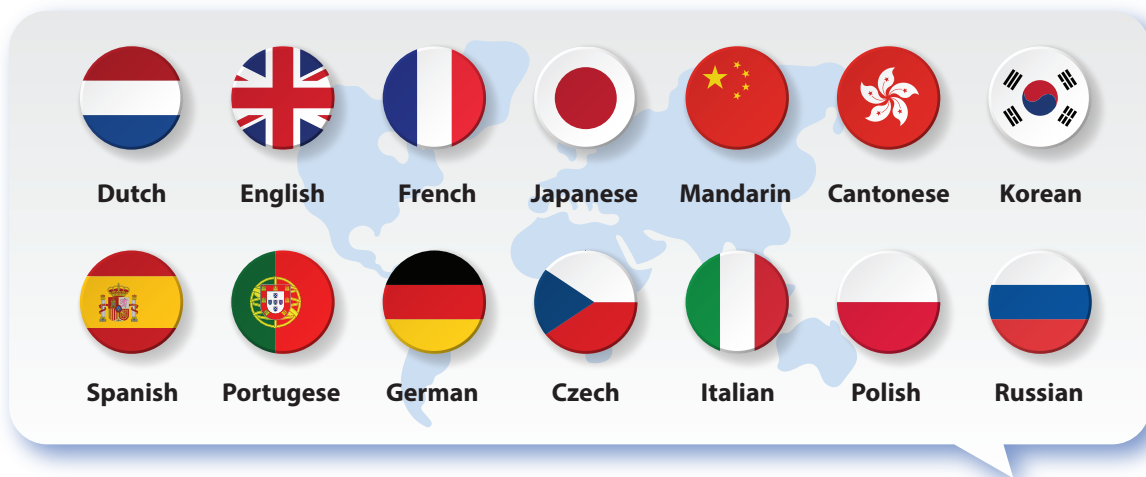 Dutch English French Japanese Mandarin Cantonese Korean
Spanish Portugese German Czech Italian Polish Russian